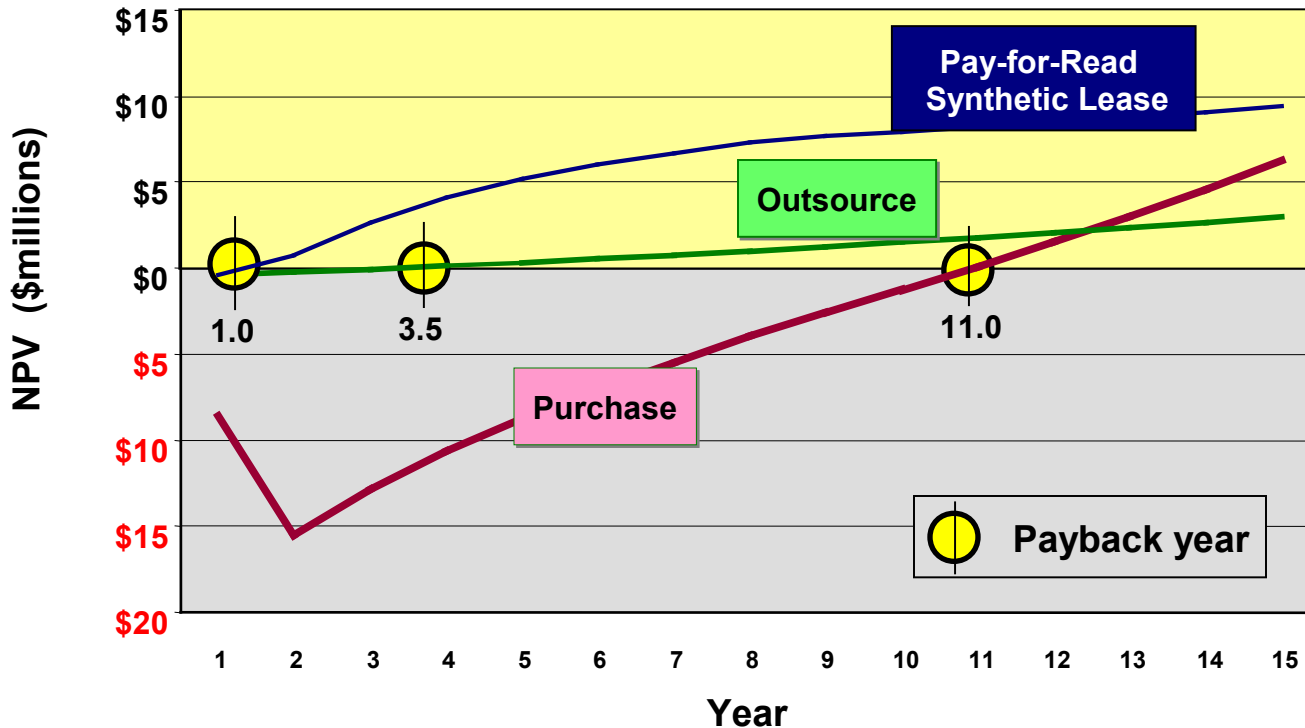 $15
$10
$5
$0
$5
$10
$15
$20
NPV ($millions)
Pay-for-Read
Synthetic Lease
Outsource
1.0
3.5
11.0
Purchase
Payback year
1 2 3 4 5 6 7 8 9 10 11 12 13 14 15
Year